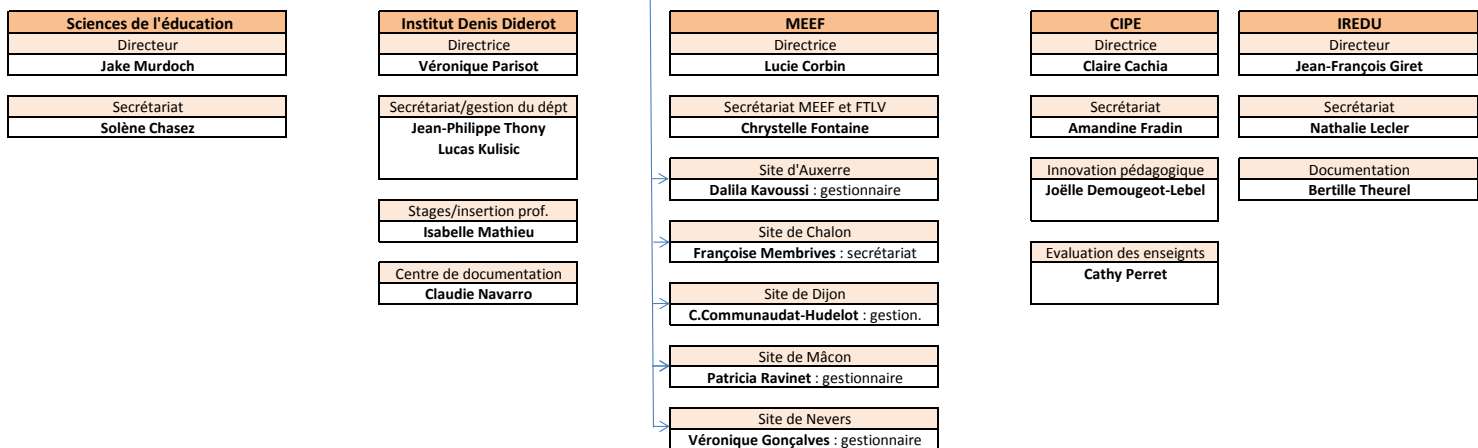 Sciences de l'éducation
Directeur
Jake Murdoch
Secrétariat
Solène Chasez
Institut Denis Diderot
Directrice
Véronique Parisot
Secrétariat/gestion du dépt
Jean-Philippe Thony
Lucas Kulisic
Stages/insertion prof.
Isabelle Mathieu
Centre de documentation
Claudie Navarro
MEEF
Directrice
Lucie Corbin
Secrétariat MEEF et FTLV
Chrystelle Fontaine
Site d'Auxerre
Dalila Kavoussi : gestionnaire
Site de Chalon
Françoise Membrives : secrétariat
Site de Dijon
C.Communaudat-Hudelot : gestion.
Site de Mâcon
Patricia Ravinet : gestionnaire
Site de Nevers
Véronique Gonçalves : gestionnaire
CIPE
Directrice
Claire Cachia
Secrétariat
Amandine Fradin
Innovation pédagogique
Joëlle Demougeot-Lebel
Evaluation des enseignts
Cathy Perret
IREDU
Directeur
Jean-François Giret
Secrétariat
Nathalie Lecler
Documentation
Bertille Theurel